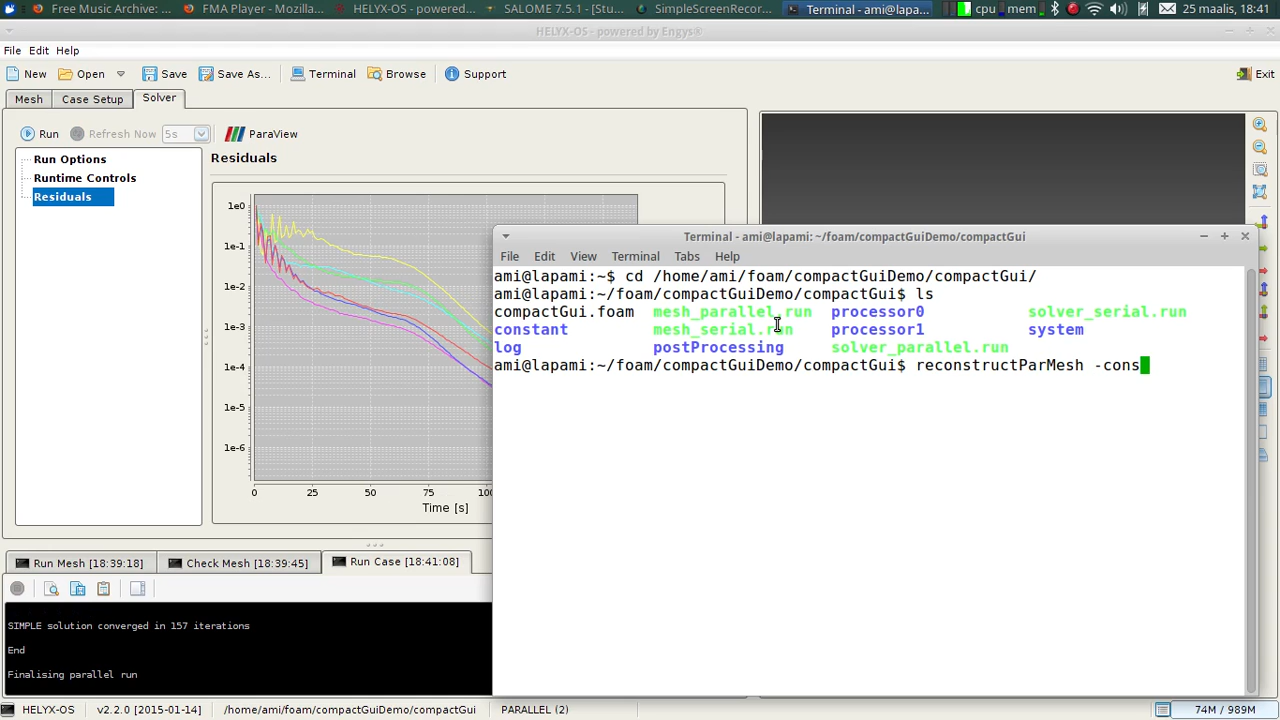 Free Music Archive: ... FMA Player - Mozilla... HELYX-OS - powered by... SALOME 7.5.1 - [Stu... SimpleScreenRecor... Terminal - ami@lapami:... cpu mem 25 maalis, 18:41
HELYX-OS - powered by Engys®
File Edit Help
New Open Save Save As... Terminal Browse Support Exit
Mesh Case Setup Solver
Run Refresh Now 5s ParaView
Run Options
Runtime Controls
Residuals
Residuals
1e0
1e-1
1e-2
1e-3
1e-4
1e-5
1e-6
0 25 50 75 100
Time [s]
Terminal - ami@lapami: ~/foam/compactGuiDemo/compactGui
File Edit View Terminal Tabs Help
ami@lapami:~$ cd /home/ami/foam/compactGuiDemo/compactGui/
ami@lapami:~/foam/compactGuiDemo/compactGui$ ls
compactGui.foam mesh_parallel.run processor0 solver_serial.run
constant mesh_serial.run processor1 system
log postProcessing solver_parallel.run
ami@lapami:~/foam/compactGuiDemo/compactGui$ reconstructParMesh -cons
Run Mesh [18:39:18] Check Mesh [18:39:45] Run Case [18:41:08]
SIMPLE solution converged in 157 iterations
End
Finalising parallel run
HELYX-OS v2.2.0 [2015-01-14] /home/ami/foam/compactGuiDemo/compactGui PARALLEL (2) 74M / 989M